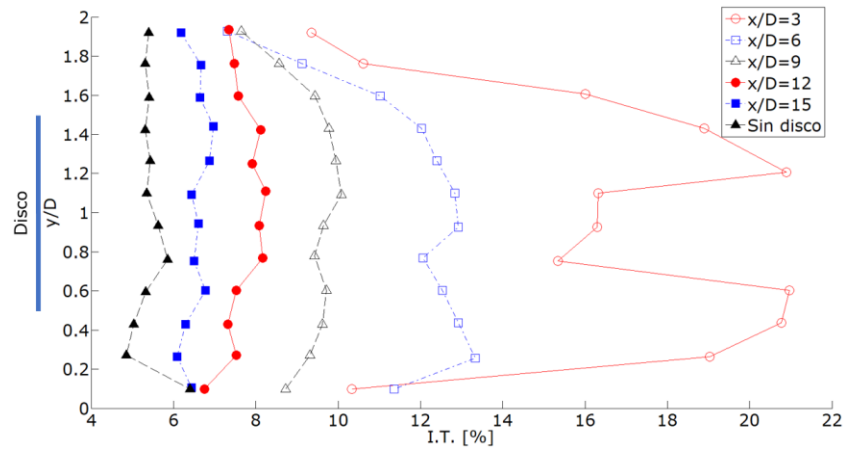 2
1.8
1.6
1.4
1.2
1
0.8
0.6
0.4
0.2
0
Disco
y/D
4 6 8 10 12 14 16 18 20 22
I.T. [%]
x/D=3
x/D=6
x/D=9
x/D=12
x/D=15
Sin disco